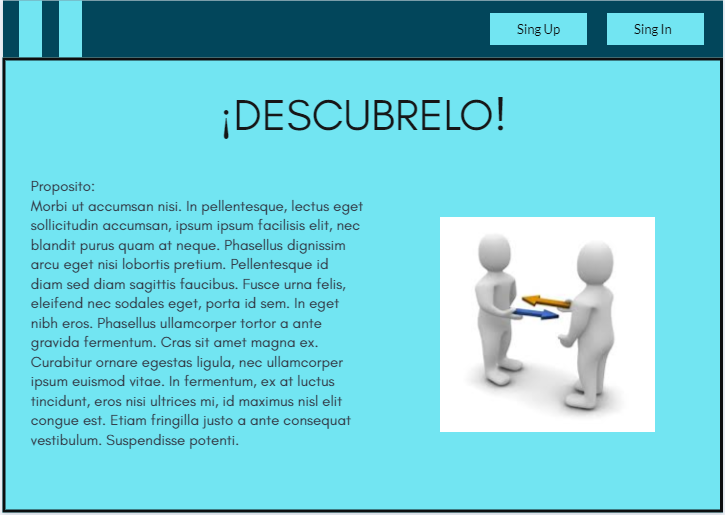 Sing Up
Sing In
¡DESCUBRELO!
Proposito:
Morbi ut accumsan nisi. In pellentesque, lectus eget
sollicitudin accumsan, ipsum ipsum facilisis elit, nec
blandit purus quam at neque. Phasellus dignissim
arcu eget nisi lobortis pretium. Pellentesque id
diam sed diam sagittis faucibus. Fusce urna felis,
eleifend nec sodales eget, porta id sem. In eget
nibh eros. Phasellus ullamcorper tortor a ante
gravida fermentum. Cras sit amet magna ex.
Curabitur ornare egestas ligula, nec ullamcorper
ipsum euismod vitae. In fermentum, ex at luctus
tincidunt, eros nisi ultrices mi, id maximus nisl elit
congue est. Etiam fringilla justo a ante consequat
vestibulum. Suspendisse potenti.